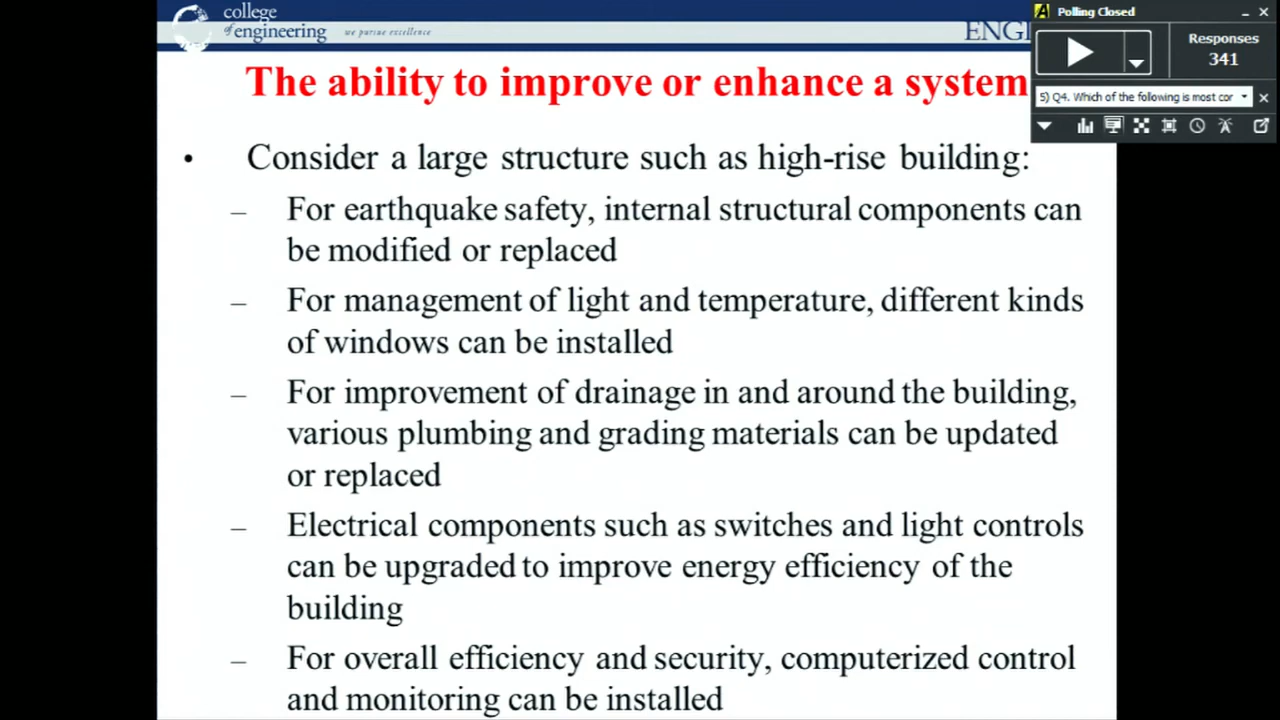 college
of engineering
we pursue excellence
ENGI
Polling Closed
Responses
341
5) Q4. Which of the following is most cor
The ability to improve or enhance a system
• Consider a large structure such as high-rise building:
– For earthquake safety, internal structural components can
be modified or replaced
– For management of light and temperature, different kinds
of windows can be installed
– For improvement of drainage in and around the building,
various plumbing and grading materials can be updated
or replaced
– Electrical components such as switches and light controls
can be upgraded to improve energy efficiency of the
building
– For overall efficiency and security, computerized control
and monitoring can be installed